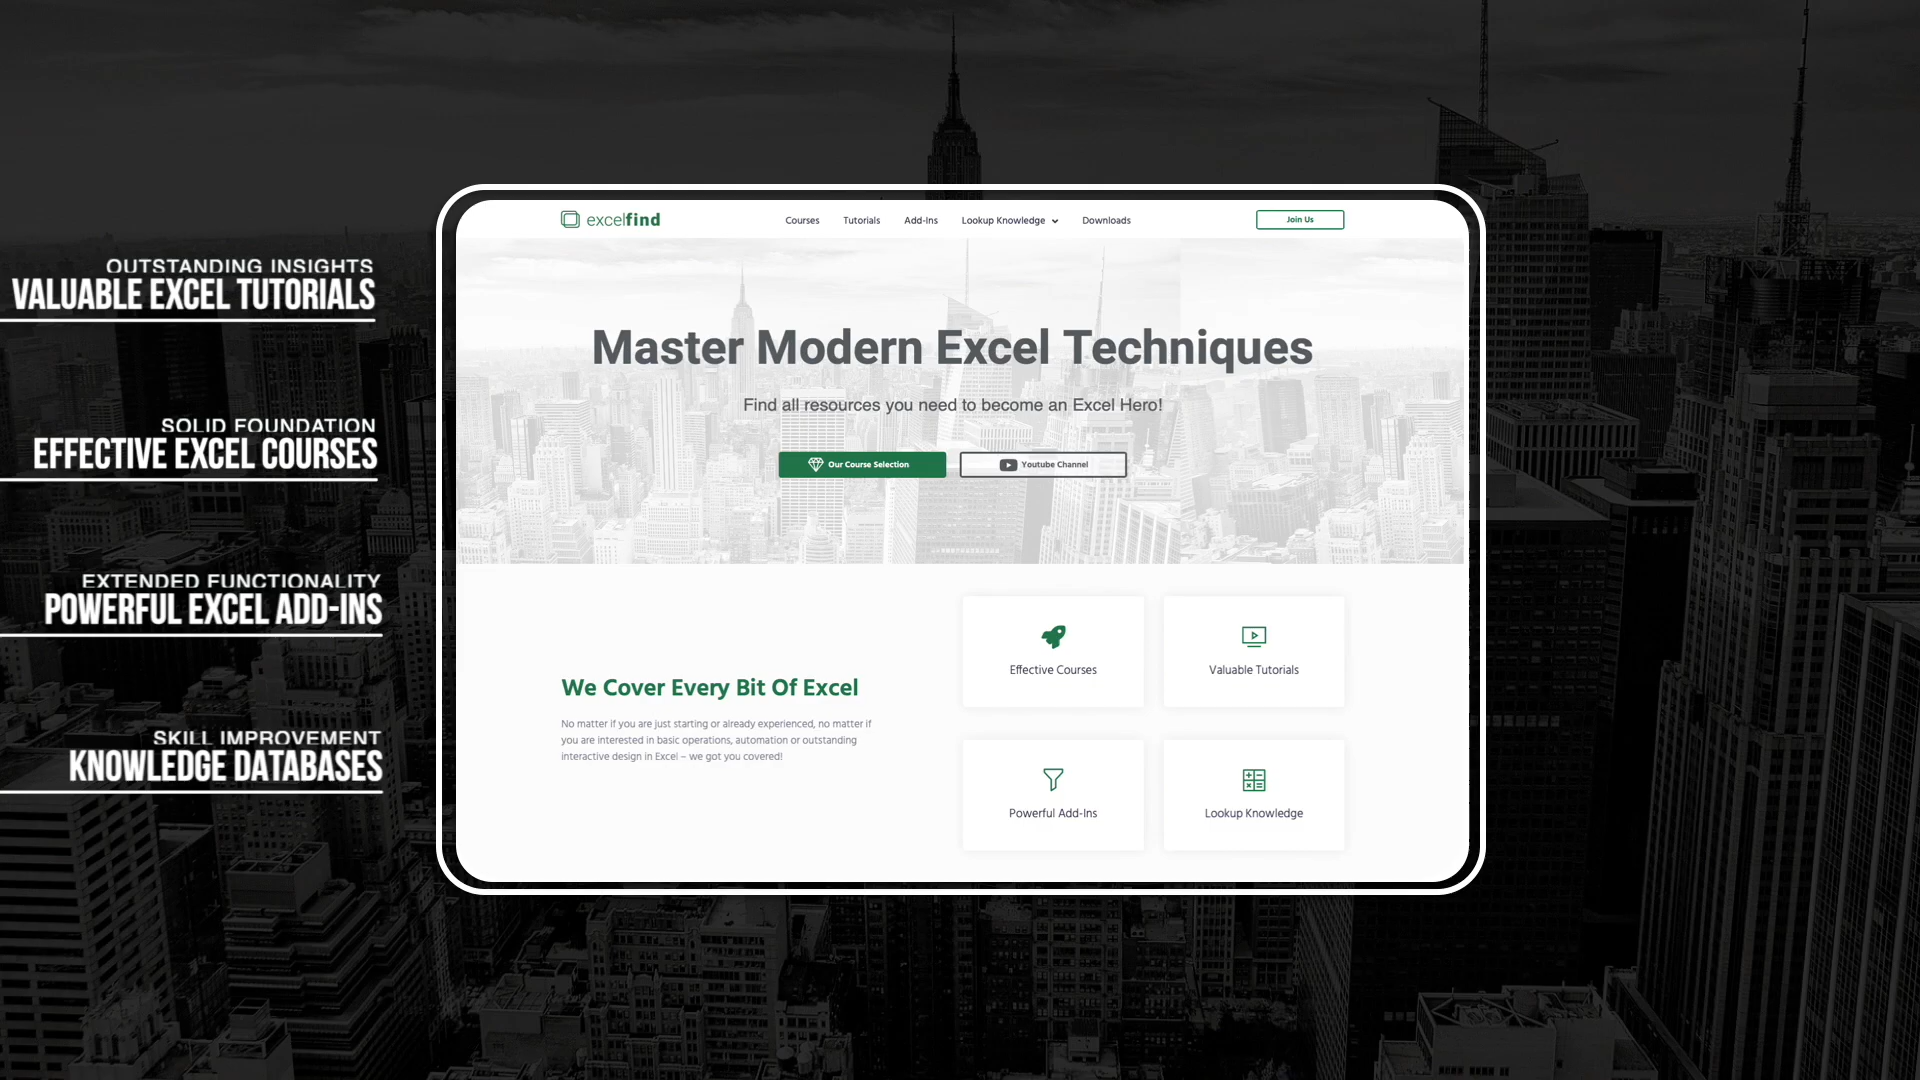 OUTSTANDING INSIGHTS
VALUABLE EXCEL TUTORIALS
SOLID FOUNDATION
EFFECTIVE EXCEL COURSES
EXTENDED FUNCTIONALITY
POWERFUL EXCEL ADD-INS
SKILL IMPROVEMENT
KNOWLEDGE DATABASES
excelfind
Courses
Tutorials
Add-Ins
Lookup Knowledge
Downloads
Join Us
Master Modern Excel Techniques
Find all resources you need to become an Excel Hero!
Our Course Selection
Youtube Channel
We Cover Every Bit Of Excel
No matter if you are just starting or already experienced, no matter if
you are interested in basic operations, automation or outstanding
interactive design in Excel – we got you covered!
Effective Courses
Valuable Tutorials
Powerful Add-Ins
Lookup Knowledge